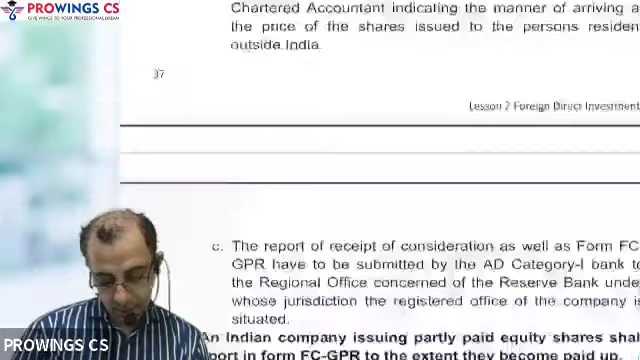 PROWINGS CS
GIVE WINGS TO YOUR PROFESSIONAL DREAM
Chartered Accountant indicating the manner of arriving a
the price of the shares issued to the persons residen
outside India.
37
Lesson 2 Foreign Direct Investment
c. The report of receipt of consideration as well as Form FC-
GPR have to be submitted by the AD Category-I bank to
the Regional Office concerned of the Reserve Bank unde
whose jurisdiction the registered office of the company i
situated.
An Indian company issuing partly paid equity shares shal
port in form FC-GPR to the extent they become paid up.
PROWINGS CS